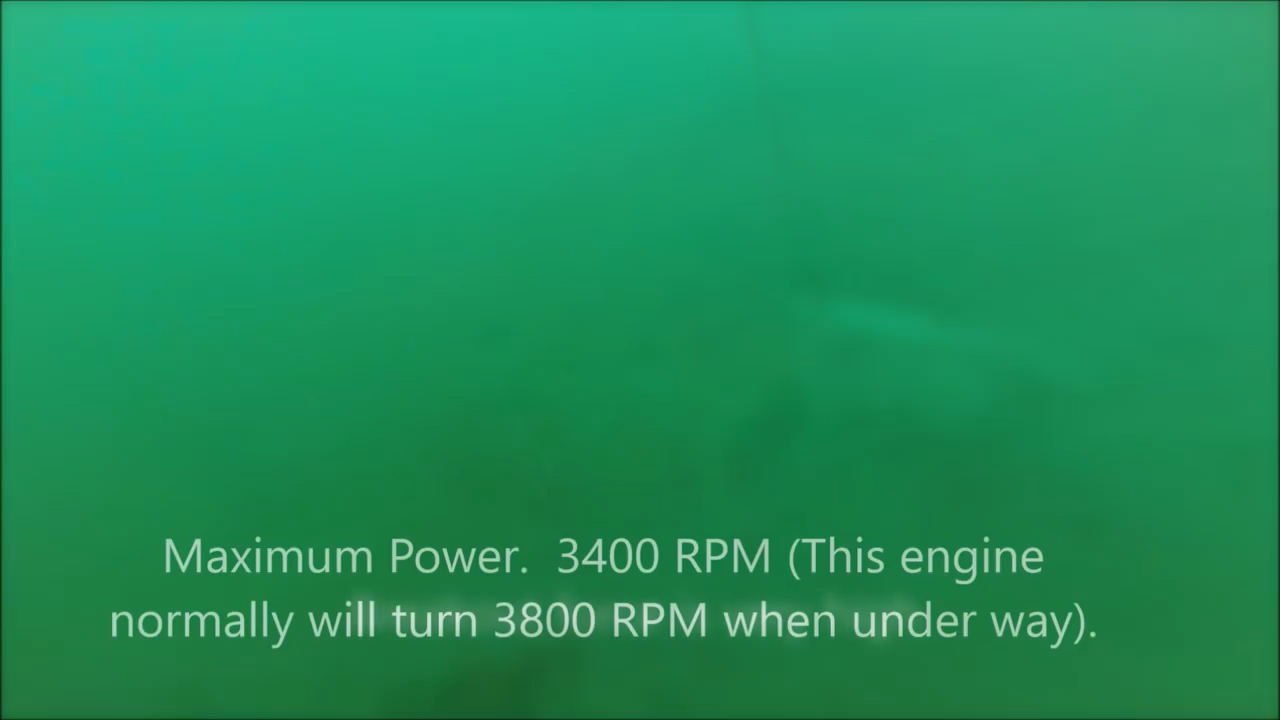 Maximum Power.  3400 RPM (This engine
normally will turn 3800 RPM when under way).